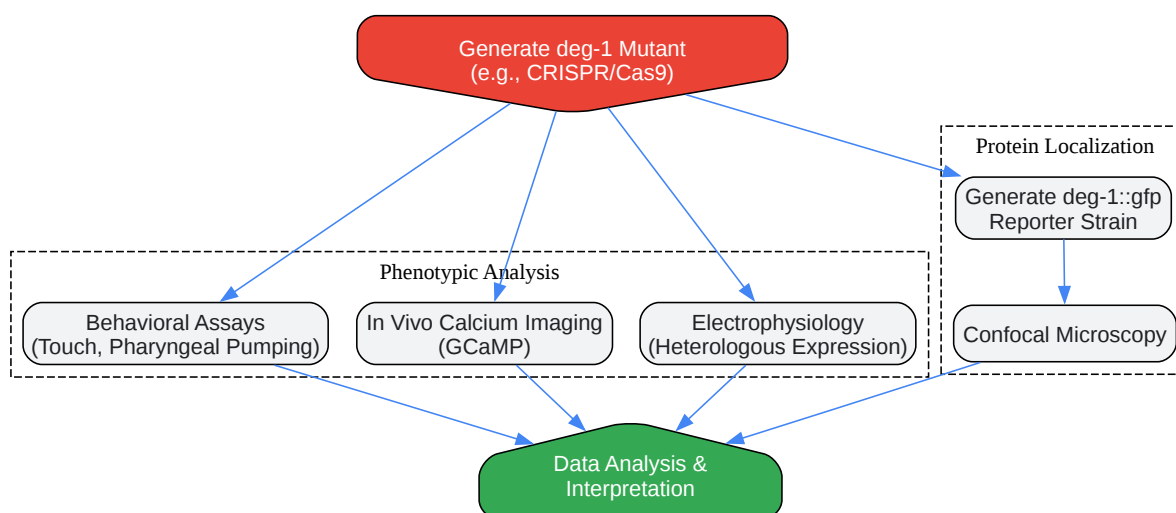 Generate deg-1 Mutant
(e.g., CRISPR/Cas9)
Protein Localization
Generate deg-1::gfp
Reporter Strain
Phenotypic Analysis
Behavioral Assays
(Touch, Pharyngeal Pumping)
In Vivo Calcium Imaging
(GCaMP)
Electrophysiology
(Heterologous Expression)
Confocal Microscopy
Data Analysis &
Interpretation